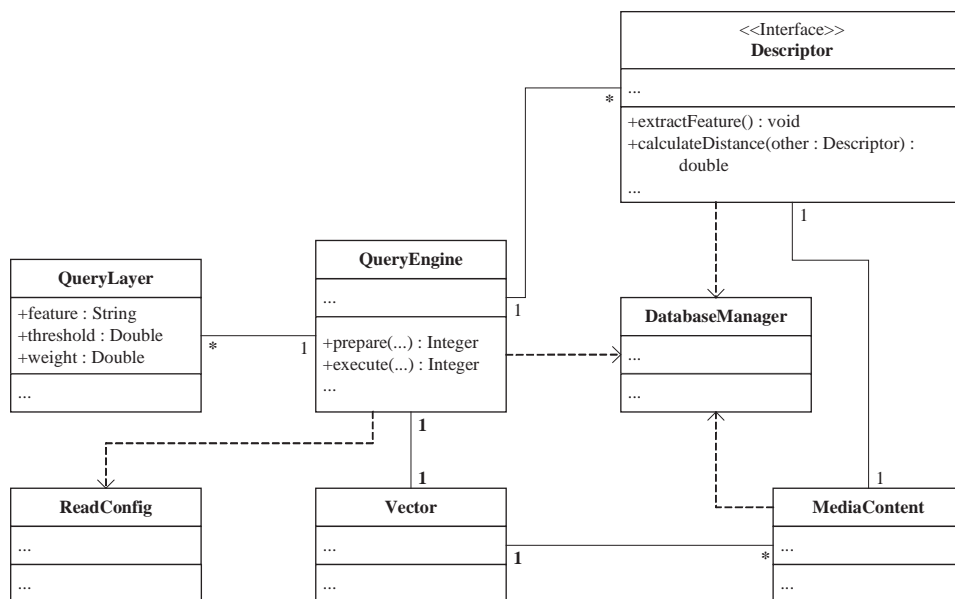 <<Interface>>
Descriptor
...
*
+extractFeature() : void
+calculateDistance(other : Descriptor) :
double
...
1
QueryEngine
...
1
+prepare(...) : Integer
+execute(...) : Integer
...
QueryLayer
+feature : String
+threshold : Double
+weight : Double
...
*
1
DatabaseManager
...
...
1
1
1
ReadConfig
...
...
Vector
...
...
1
*
MediaContent
...
...